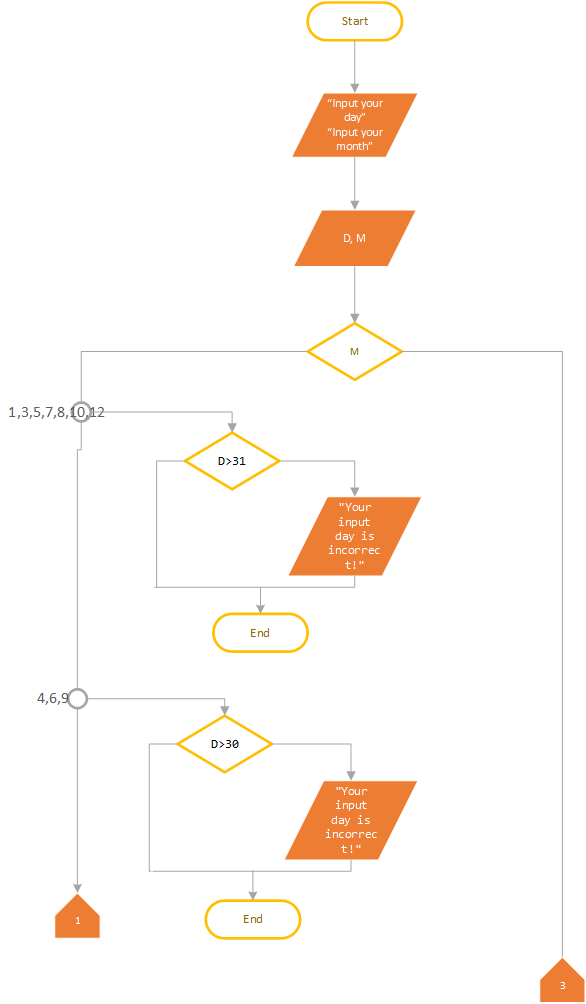 Start
“Input your
day”
“Input your
month”
D, M
M
1,3,5,7,8,10,12
D>31
"Your
input
day is
incorrec
t!"
End
4,6,9
D>30
"Your
input
day is
incorrec
t!"
End
1
3